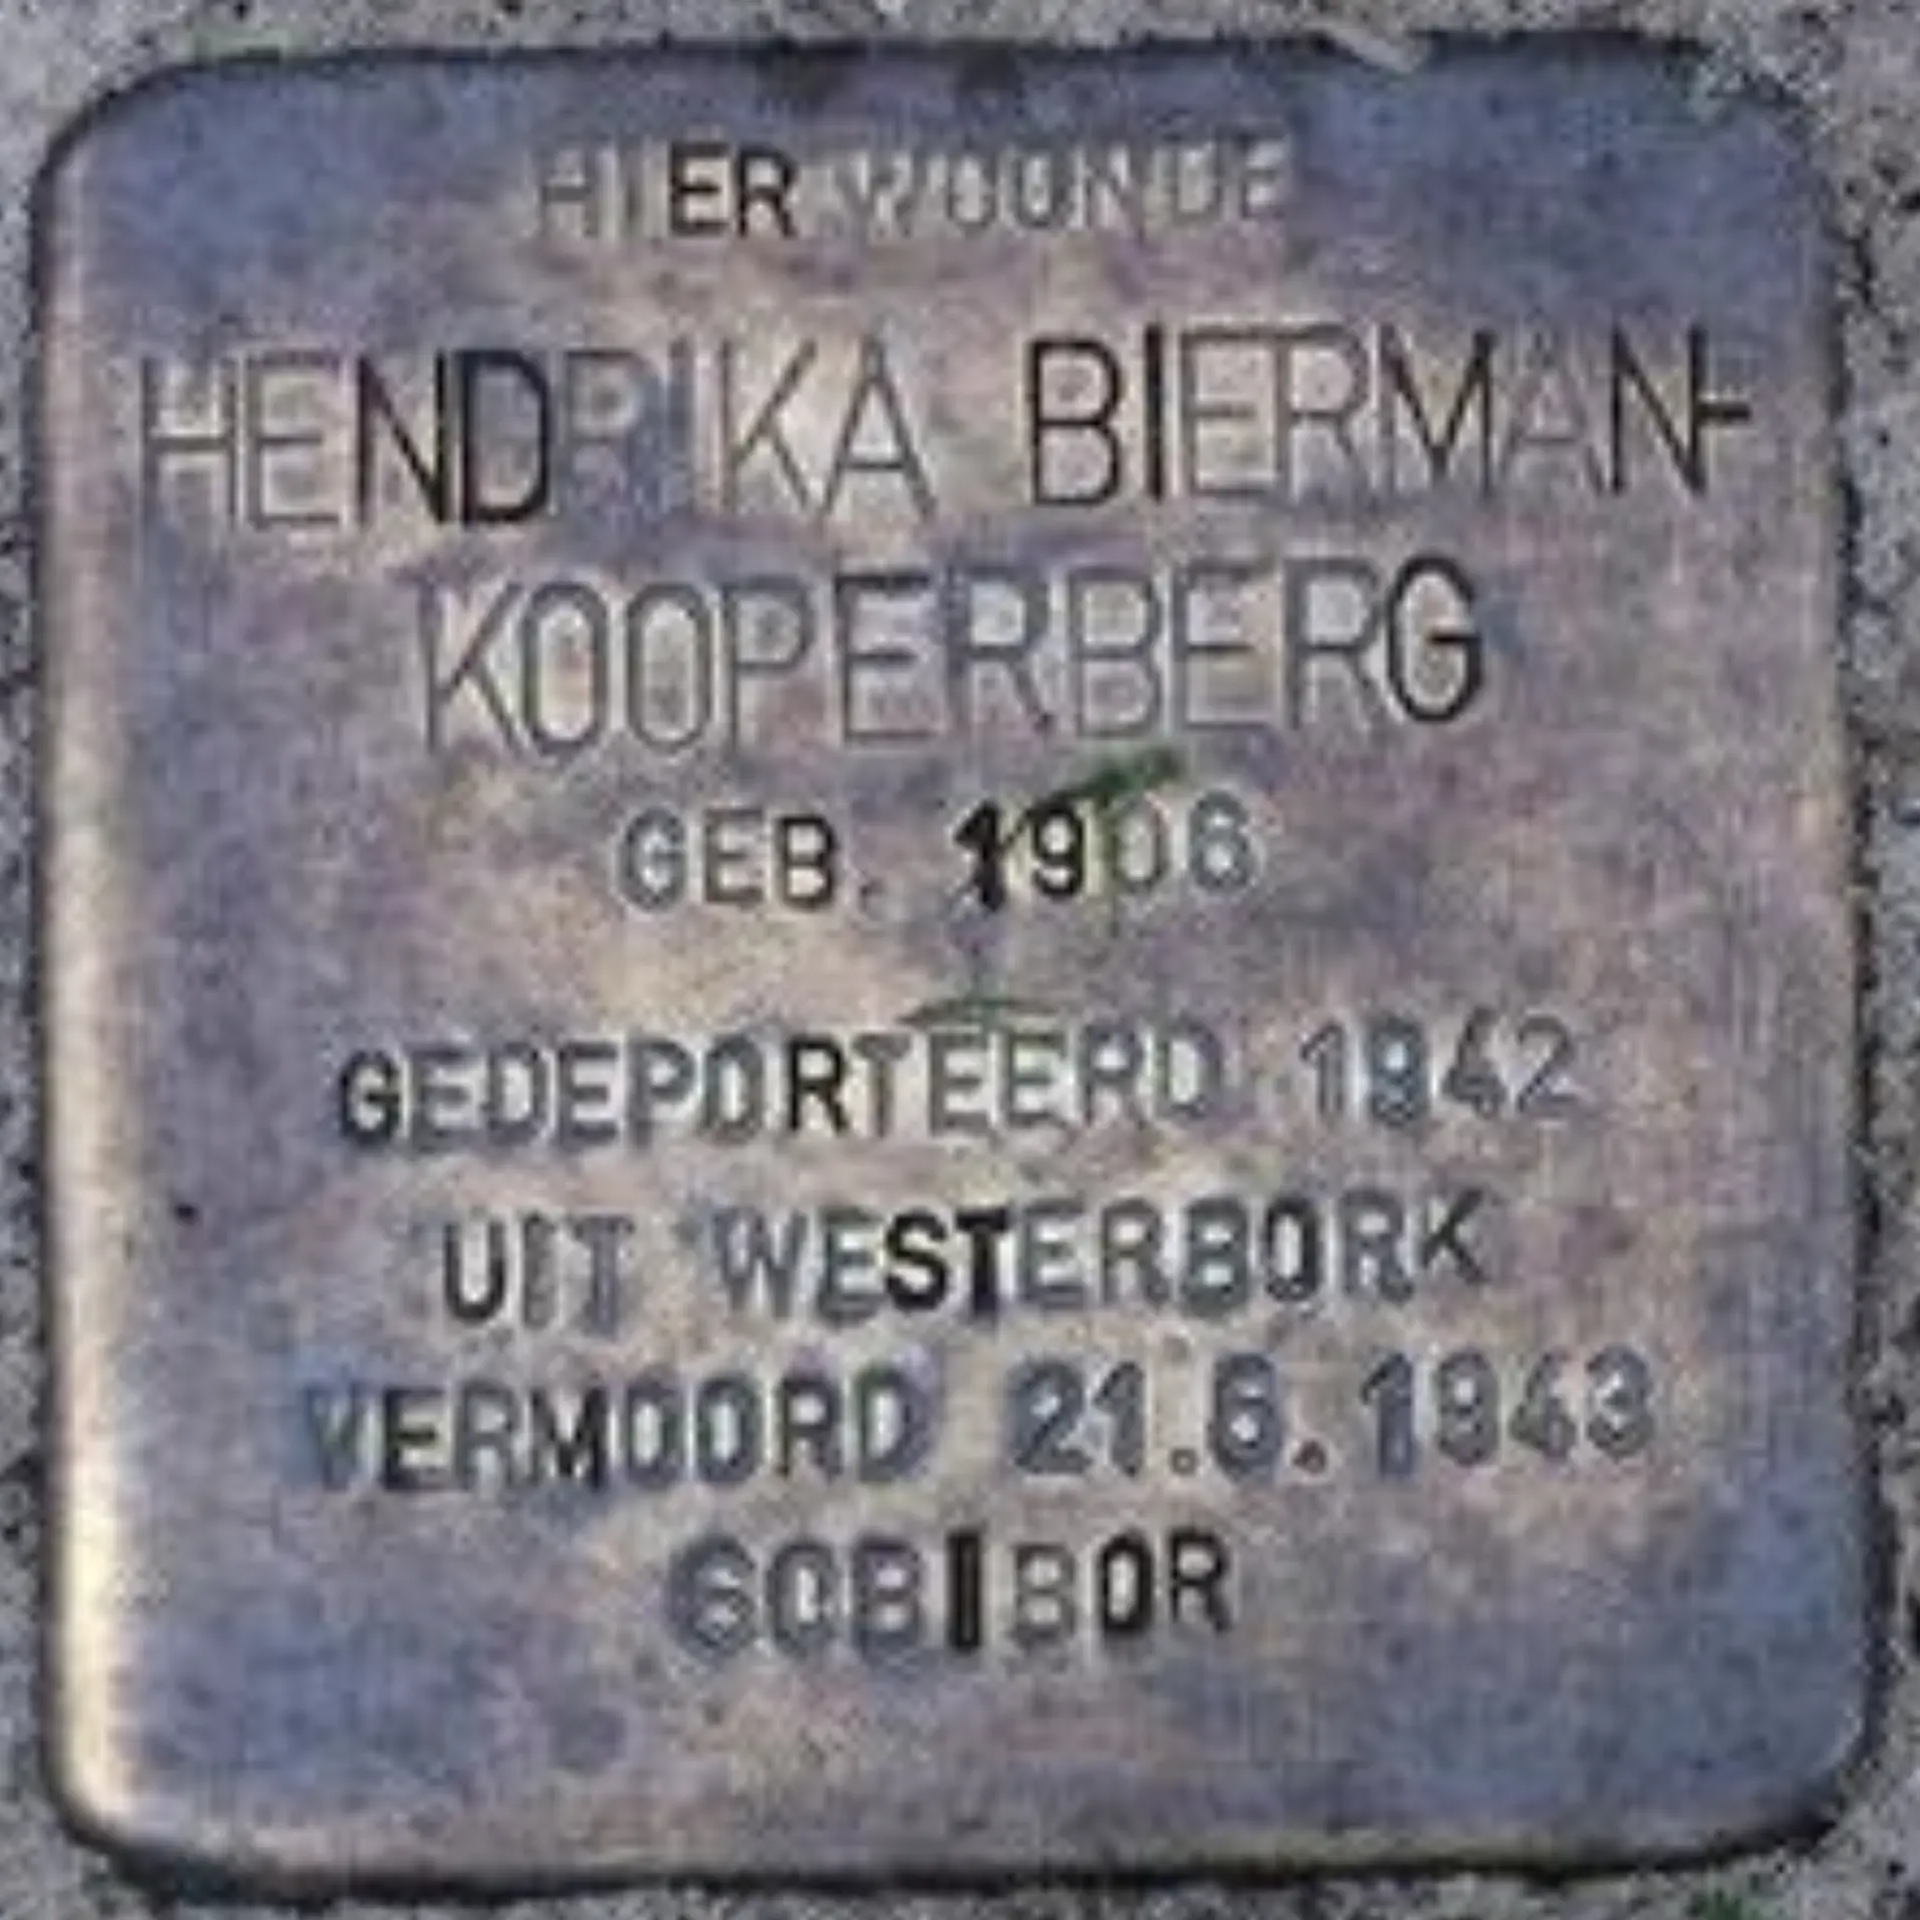 HIER WOONDE
HENDRIKA BIERMAN-
KOOPERBERG
GEB. 1906
GEDEPORTEERD 1942
UIT WESTERBORK
VERMOORD 21.6.1943
SOBIBOR